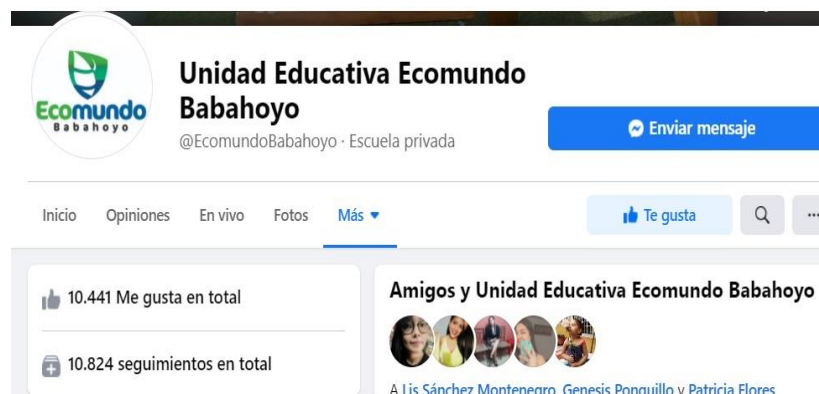 Ecomundo
Babahoyo
Unidad Educativa Ecomundo
Babahoyo
@EcomundoBabahoyo · Escuela privada
Enviar mensaje
Inicio Opiniones En vivo Fotos Más
Te gusta
10.441 Me gusta en total
10.824 seguimientos en total
Amigos y Unidad Educativa Ecomundo Babahoyo
A Lis Sánchez Montenegro, Genesis Ponguillo y Patricia Flores